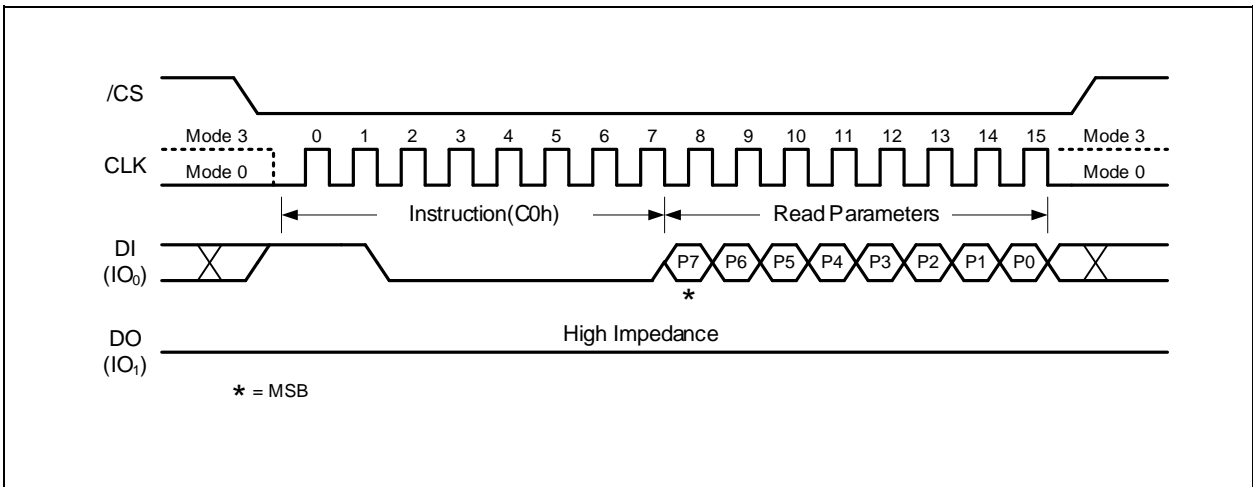 /CS
Mode 3 0 1 2 3 4 5 6 7 8 9 10 11 12 13 14 15 Mode 3
CLK
Mode 0 Mode 0
Instruction(C0h) Read Parameters
DI
(IO₀)
P7 P6 P5 P4 P3 P2 P1 P0
*
High Impedance
DO
(IO₁)
* = MSB